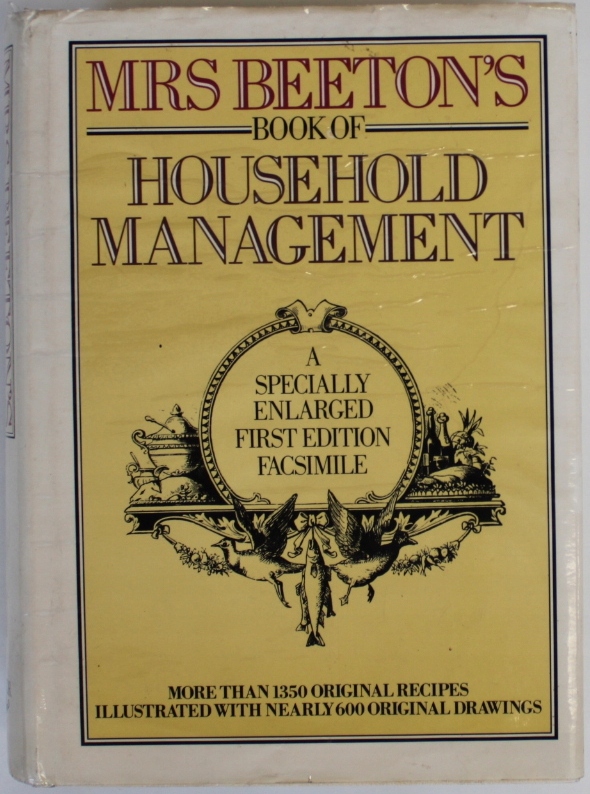 MRS BEETON'S
BOOK OF
HOUSEHOLD
MANAGEMENT
A
SPECIALLY
ENLARGED
FIRST EDITION
FACSIMILE
MORE THAN 1350 ORIGINAL RECIPES
ILLUSTRATED WITH NEARLY 600 ORIGINAL DRAWINGS